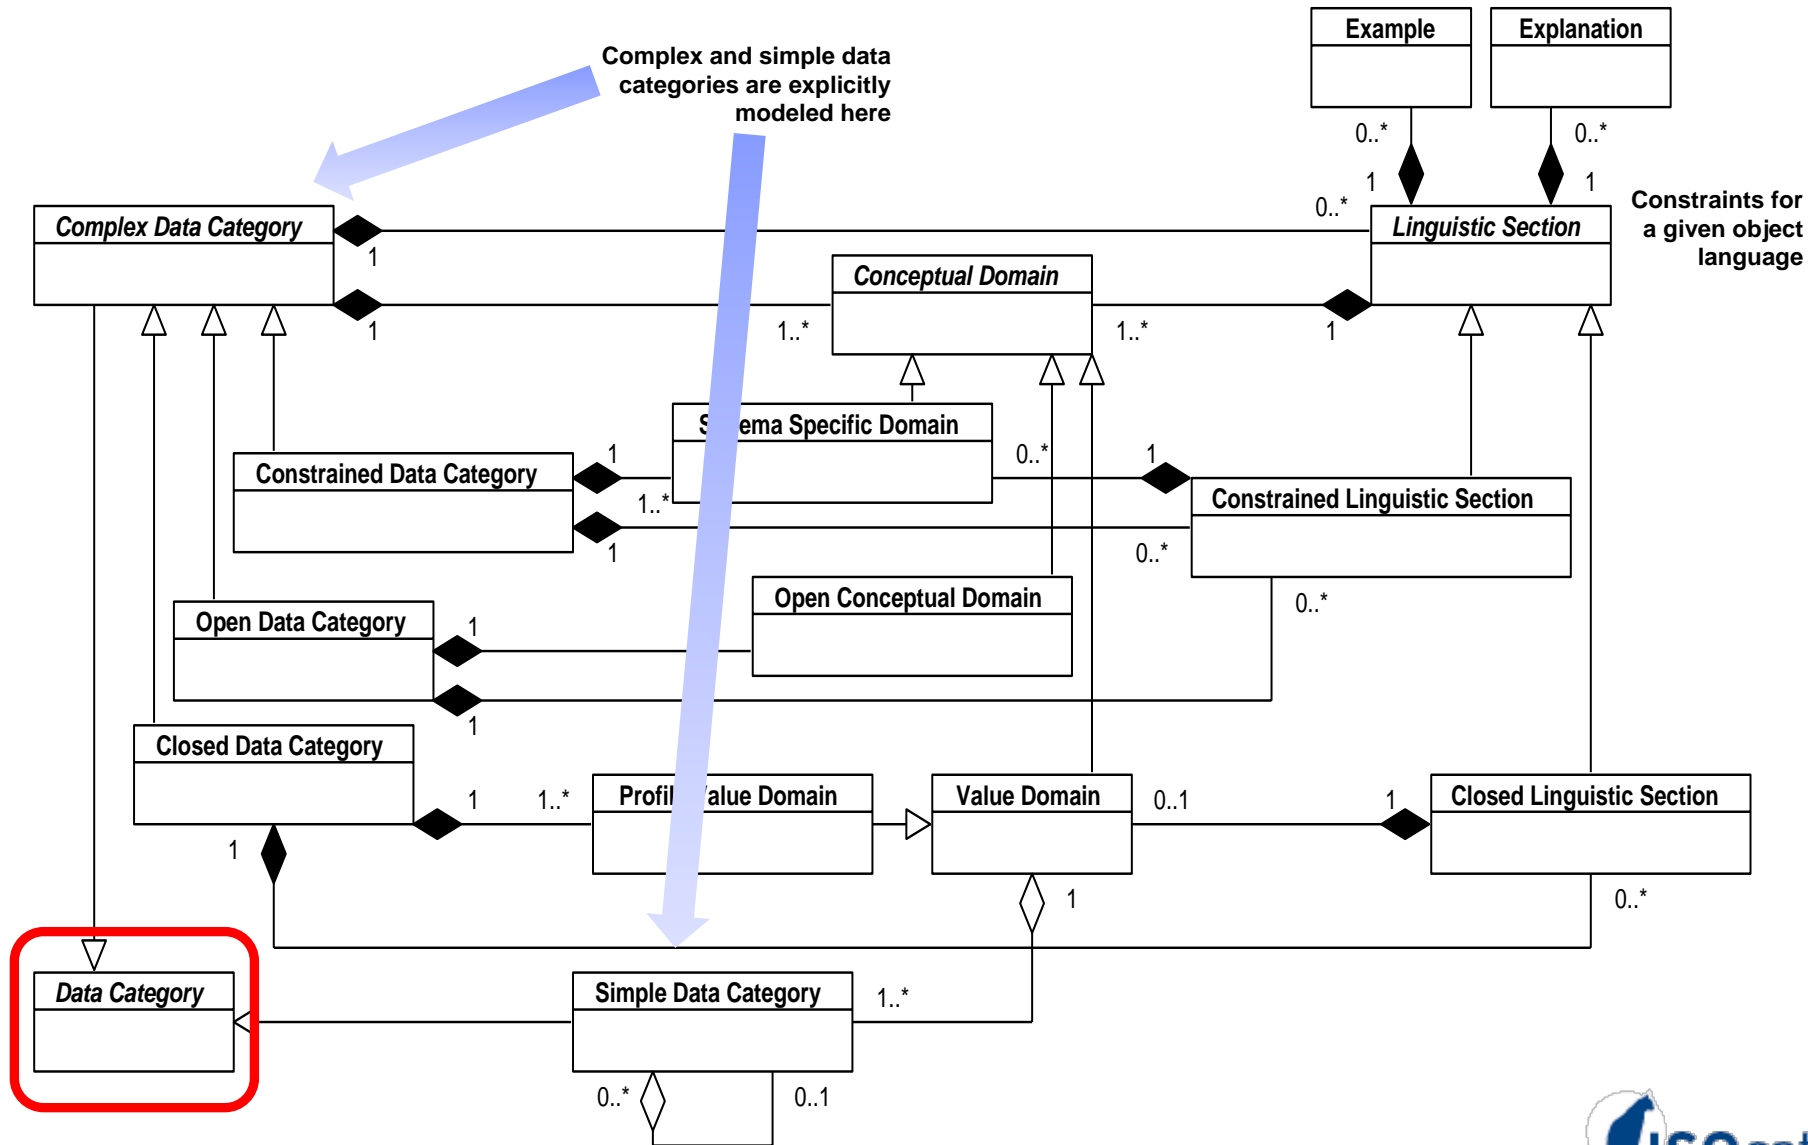 Example
Explanation
Complex and simple data
categories are explicitly
modeled here
0..*
0..*
1
1
Constraints for
a given object
language
Complex Data Category
1
0..*
Linguistic Section
Conceptual Domain
1
1..*
1..*
1
Schema Specific Domain
Constrained Data Category
1
1..*
0..*
1
Constrained Linguistic Section
1
0..*
Open Conceptual Domain
0..*
Open Data Category
1
1
Closed Data Category
1
1..*
Profile Value Domain
Value Domain
0..1
1
Closed Linguistic Section
1
1
0..*
Data Category
Simple Data Category
1..*
0..*
0..1